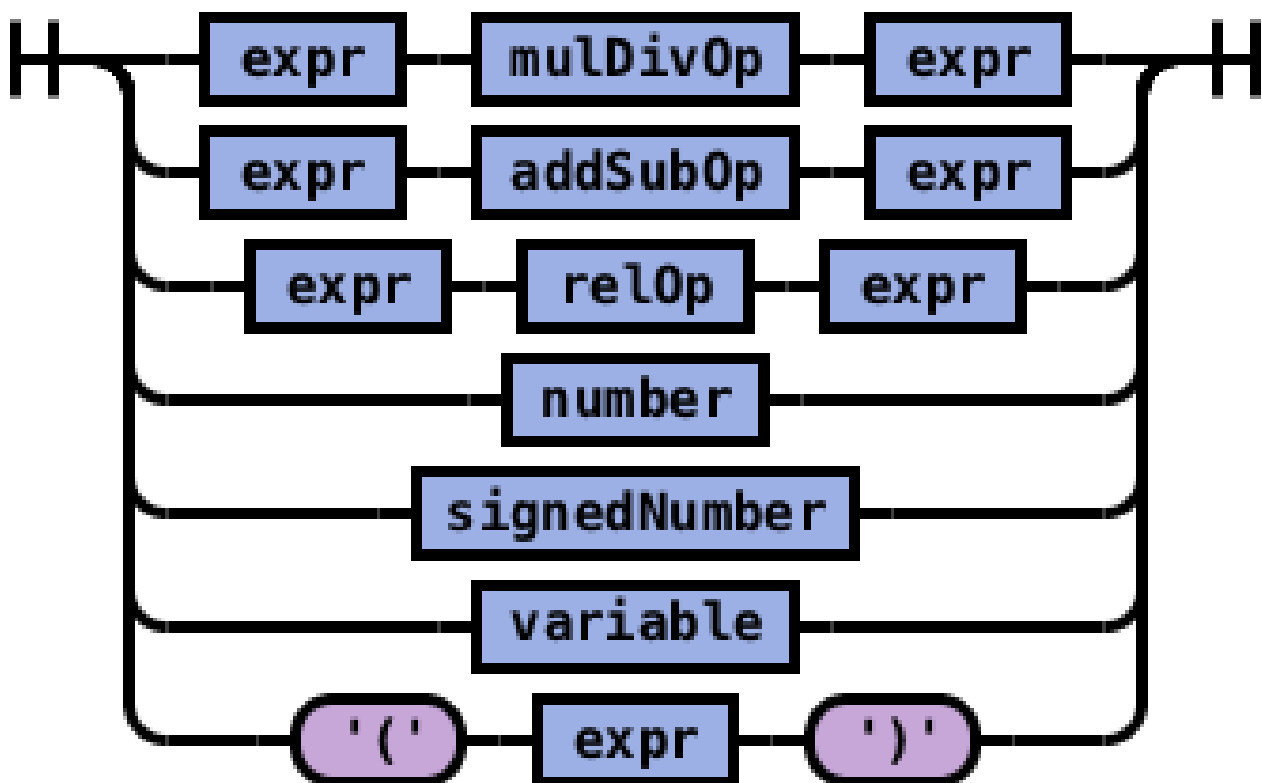 expr mulDivOp expr
expr addSubOp expr
expr relOp expr
number
signedNumber
variable
'(' expr ')'